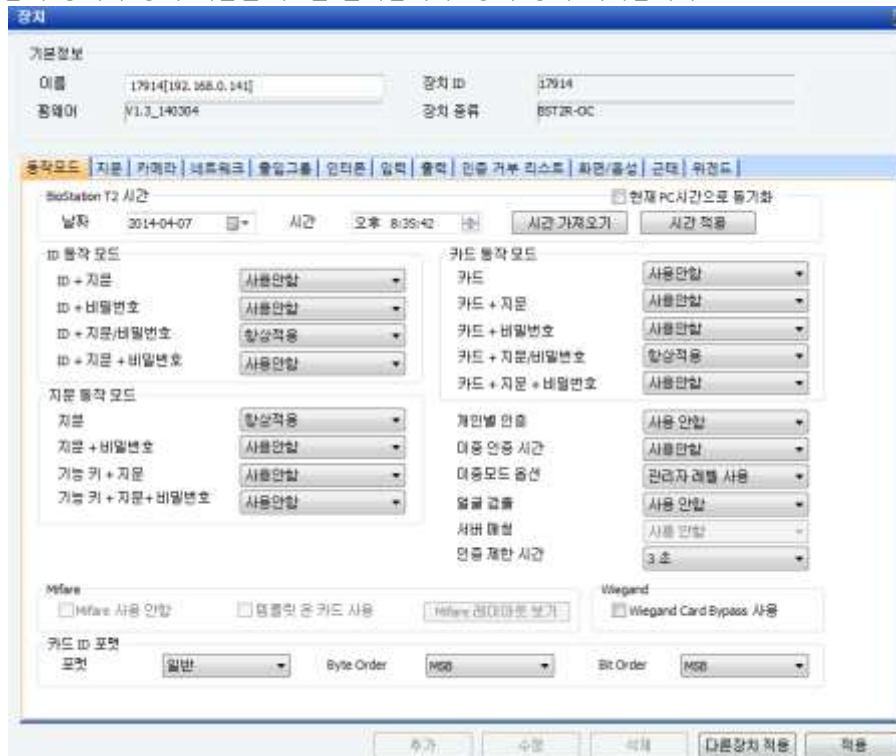 장치
기본정보
이름 17914[192.168.0.141] 장치 ID 17914
펌웨어 V1.3_140304 장치 종류 BST2R-OC
동작모드 지문 카메라 네트워크 출입그룹 인터폰 입력 출력 인증 거부 리스트 화면/음성 근태 위겐드
BioStation T2 시간 현재 PC시간으로 동기화
날짜 2014-04-07 시간 오후 8:35:42 시간 가져오기 시간 적용
ID 동작 모드 카드 동작 모드
ID + 지문 사용안함 카드 사용안함
ID + 비밀번호 사용안함 카드 + 지문 사용안함
ID + 지문/비밀번호 항상적용 카드 + 비밀번호 사용안함
ID + 지문 + 비밀번호 사용안함 카드 + 지문/비밀번호 항상적용
카드 + 지문 + 비밀번호 사용안함
지문 동작 모드
지문 항상적용 개인별 인증 사용 안함
지문 + 비밀번호 사용안함 이중 인증 시간 사용안함
기능 키 + 지문 사용안함 이중모드 옵션 관리자 레벨 사용
기능 키 + 지문+ 비밀번호 사용안함 얼굴 검출 사용 안함
서버 매칭 사용 안함
인증 제한 시간 3 초
Mifare Wiegand
Mifare 사용 안함 템플릿 온 카드 사용 Mifare 레이아웃 보기 Wiegand Card Bypass 사용
카드 ID 포맷
포맷 일반 Byte Order MSB Bit Order MSB
추가 수정 삭제 다른장치 적용 적용